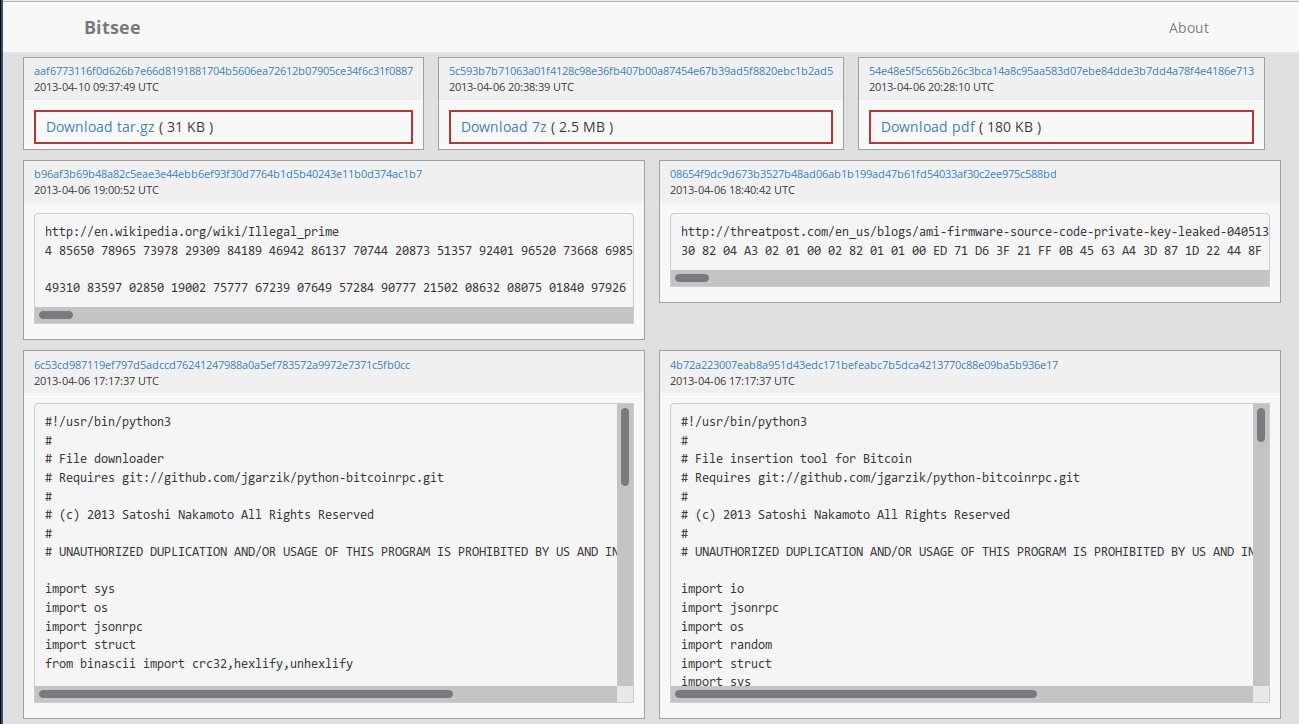 Bitsee
About
aaf6773116f0d626b7e66d8191881704b5606ea72612b07905ce34f6c31f0887
2013-04-10 09:37:49 UTC
Download tar.gz ( 31 KB )
5c593b7b71063a01f4128c98e36fb407b00a87454e67b39ad5f8820ebc1b2ad5
2013-04-06 20:38:39 UTC
Download 7z ( 2.5 MB )
54e48e5f5c656b26c3bca14a8c95aa583d07ebe84dde3b7dd4a78f4e4186e713
2013-04-06 20:28:10 UTC
Download pdf ( 180 KB )
b96af3b69b48a82c5eae3e44ebb6ef93f30d7764b1d5b40243e11b0d374ac1b7
2013-04-06 19:00:52 UTC
http://en.wikipedia.org/wiki/Illegal_prime
4 85650 78965 73978 29309 84189 46942 86137 70744 20873 51357 92401 96520 73668 6985
49310 83597 02850 19002 75777 67239 07649 57284 90777 21502 08632 08075 01840 97926
08654f9dc9d673b3527b48ad06ab1b199ad47b61fd54033af30c2ee975c588bd
2013-04-06 18:40:42 UTC
http://threatpost.com/en_us/blogs/ami-firmware-source-code-private-key-leaked-040513
30 82 04 A3 02 01 00 02 82 01 01 00 ED 71 D6 3F 21 FF 0B 45 63 A4 3D 87 1D 22 44 8F
6c53cd987119ef797d5adccd76241247988a0a5ef783572a9972e7371c5fb0cc
2013-04-06 17:17:37 UTC
#!/usr/bin/python3
#
# File downloader
# Requires git://github.com/jgarzik/python-bitcoinrpc.git
#
# (c) 2013 Satoshi Nakamoto All Rights Reserved
#
# UNAUTHORIZED DUPLICATION AND/OR USAGE OF THIS PROGRAM IS PROHIBITED BY US AND IN
import sys
import os
import jsonrpc
import struct
from binascii import crc32,hexlify,unhexlify
4b72a223007eab8a951d43edc171befeabc7b5dca4213770c88e09ba5b936e17
2013-04-06 17:17:37 UTC
#!/usr/bin/python3
#
# File insertion tool for Bitcoin
# Requires git://github.com/jgarzik/python-bitcoinrpc.git
#
# (c) 2013 Satoshi Nakamoto All Rights Reserved
#
# UNAUTHORIZED DUPLICATION AND/OR USAGE OF THIS PROGRAM IS PROHIBITED BY US AND IN
import io
import jsonrpc
import os
import random
import struct
import sys